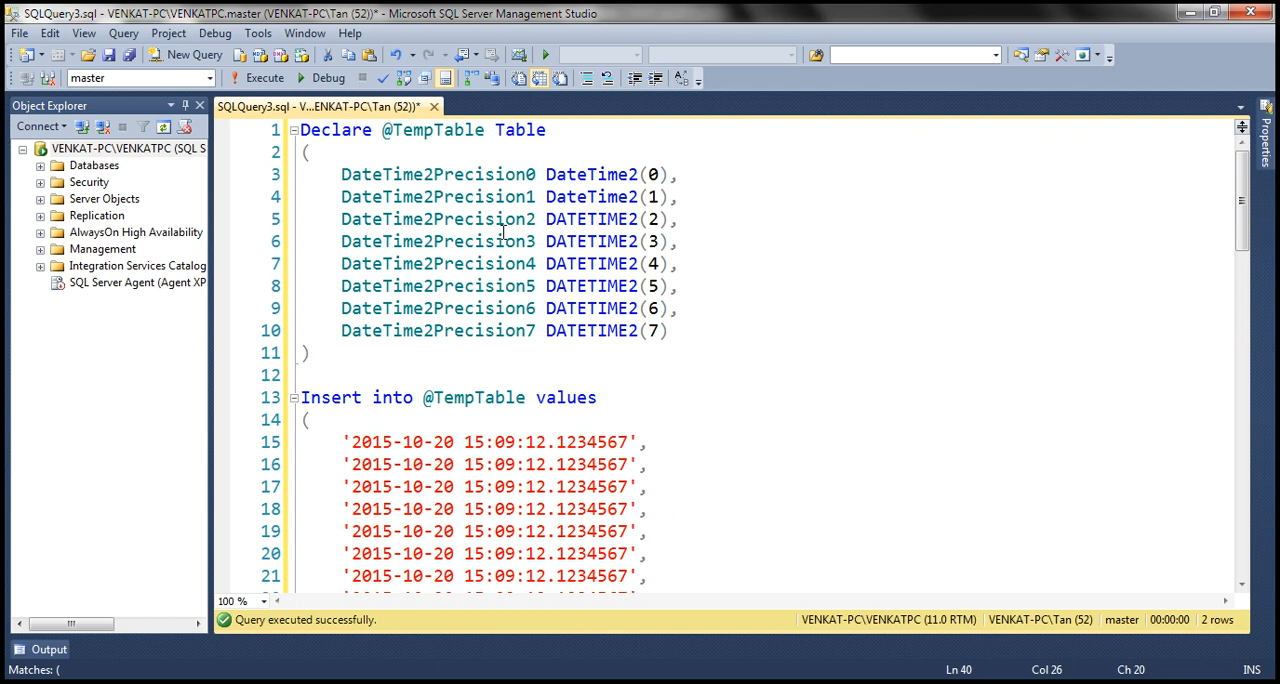 SQLQuery3.sql - VENKAT-PC\VENKATPC.master (VENKAT-PC\Tan (52))* - Microsoft SQL Server Management Studio
File Edit View Query Project Debug Tools Window Help
New Query
master Execute Debug
Object Explorer
SQLQuery3.sql - V...ENKAT-PC\Tan (52))*
Connect
VENKAT-PC\VENKATPC (SQL S
Databases
Security
Server Objects
Replication
AlwaysOn High Availability
Management
Integration Services Catalog
SQL Server Agent (Agent XP
1 Declare @TempTable Table
2 (
3 DateTime2Precision0 DateTime2(0),
4 DateTime2Precision1 DateTime2(1),
5 DateTime2Precision2 DATETIME2(2),
6 DateTime2Precision3 DATETIME2(3),
7 DateTime2Precision4 DATETIME2(4),
8 DateTime2Precision5 DATETIME2(5),
9 DateTime2Precision6 DATETIME2(6),
10 DateTime2Precision7 DATETIME2(7)
11 )
12
13 Insert into @TempTable values
14 (
15 '2015-10-20 15:09:12.1234567',
16 '2015-10-20 15:09:12.1234567',
17 '2015-10-20 15:09:12.1234567',
18 '2015-10-20 15:09:12.1234567',
19 '2015-10-20 15:09:12.1234567',
20 '2015-10-20 15:09:12.1234567',
21 '2015-10-20 15:09:12.1234567',
100 %
Query executed successfully. VENKAT-PC\VENKATPC (11.0 RTM) VENKAT-PC\Tan (52) master 00:00:00 2 rows
Properties
Output
Matches: ( Ln 40 Col 26 Ch 20 INS